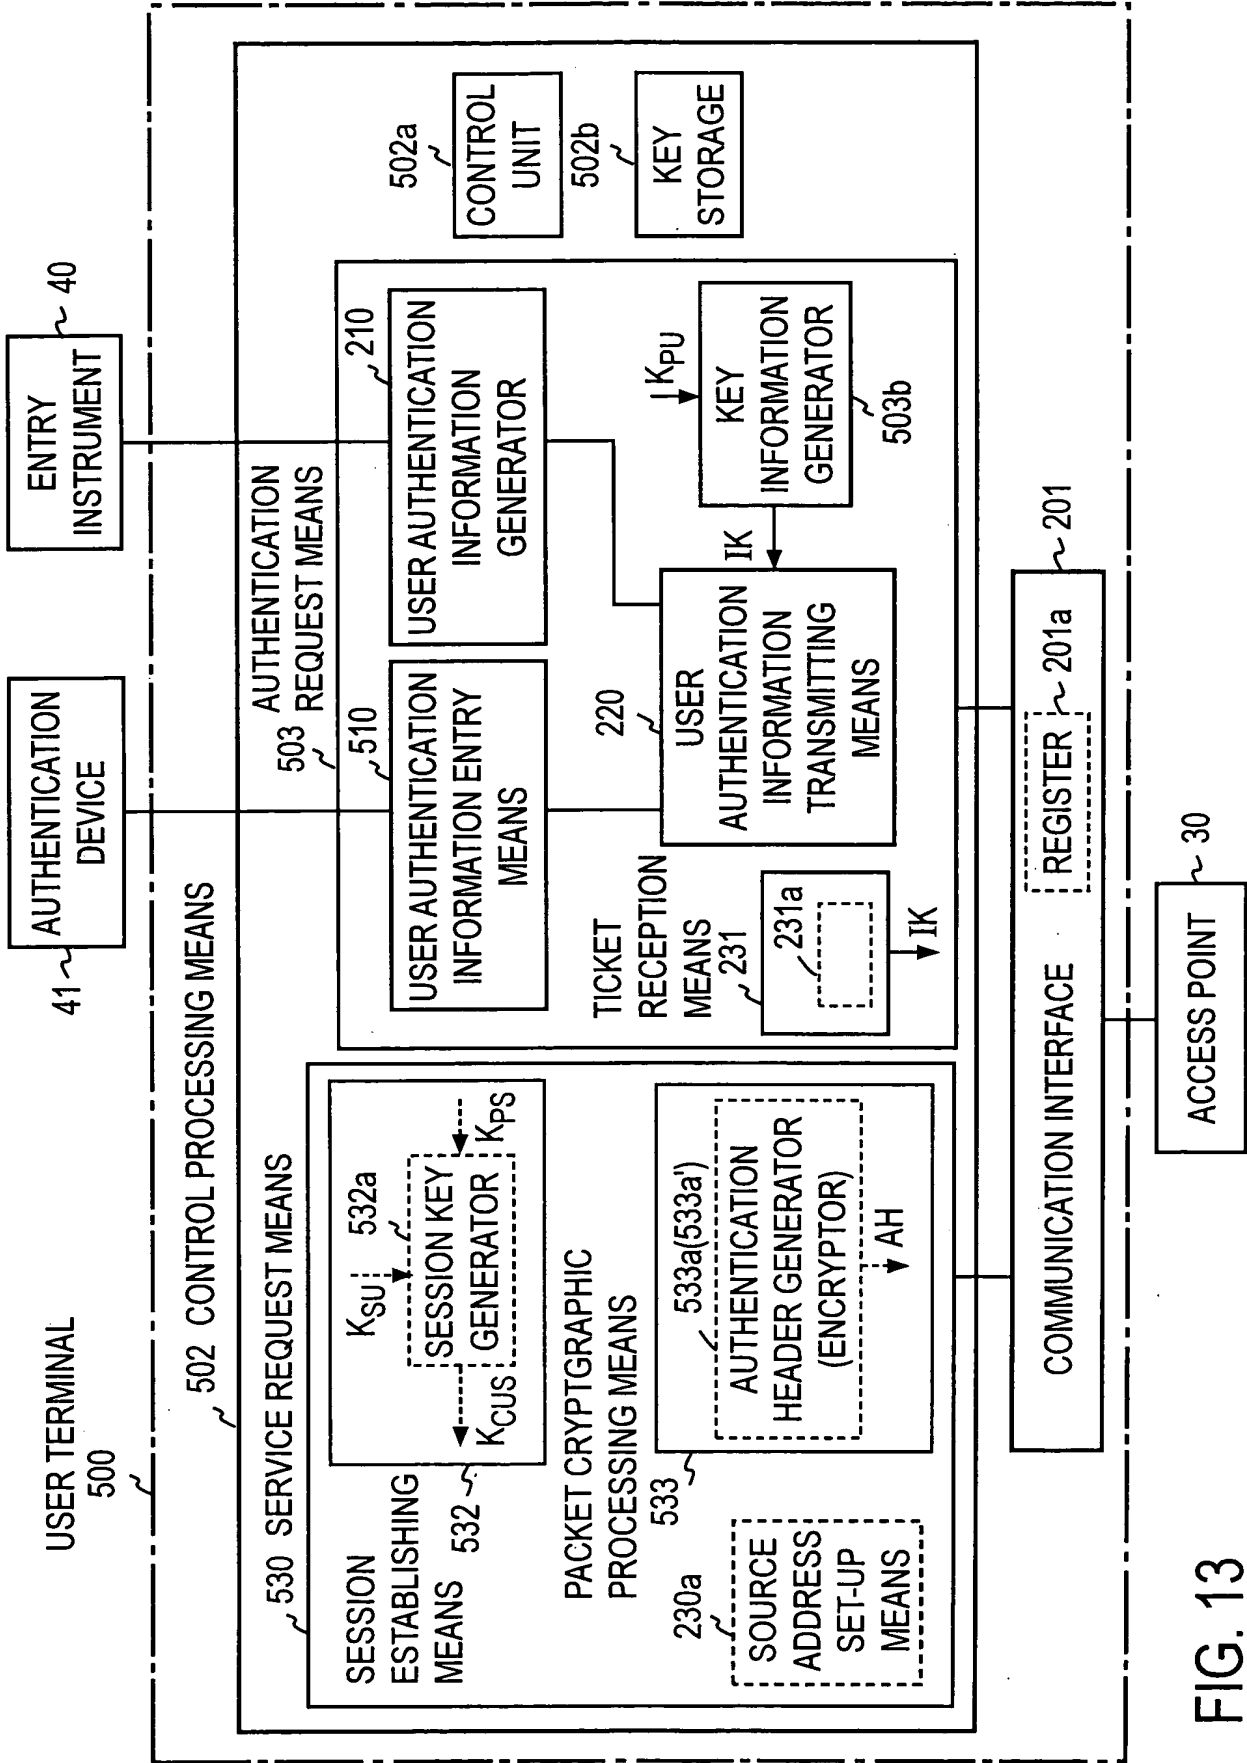 USER TERMINAL
500
AUTHENTICATION
DEVICE
41
ENTRY
INSTRUMENT
40
502 CONTROL PROCESSING MEANS
530 SERVICE REQUEST MEANS
SESSION
ESTABLISHING
MEANS
532
K_SU
532a
SESSION KEY
GENERATOR
K_PS
K_CUS
PACKET CRYPTGRAPHIC
PROCESSING MEANS
533
533a(533a')
AUTHENTICATION
HEADER GENERATOR
(ENCRYPTOR)
AH
230a
SOURCE
ADDRESS
SET-UP
MEANS
AUTHENTICATION
REQUEST MEANS
503
510
USER AUTHENTICATION
INFORMATION ENTRY
MEANS
210
USER AUTHENTICATION
INFORMATION
GENERATOR
TICKET
RECEPTION
MEANS
231
231a
IK
220
USER
AUTHENTICATION
INFORMATION
TRANSMITTING
MEANS
IK
K_PU
KEY
INFORMATION
GENERATOR
503b
502a
CONTROL
UNIT
502b
KEY
STORAGE
COMMUNICATION INTERFACE
REGISTER
201a
201
ACCESS POINT
30
FIG. 13